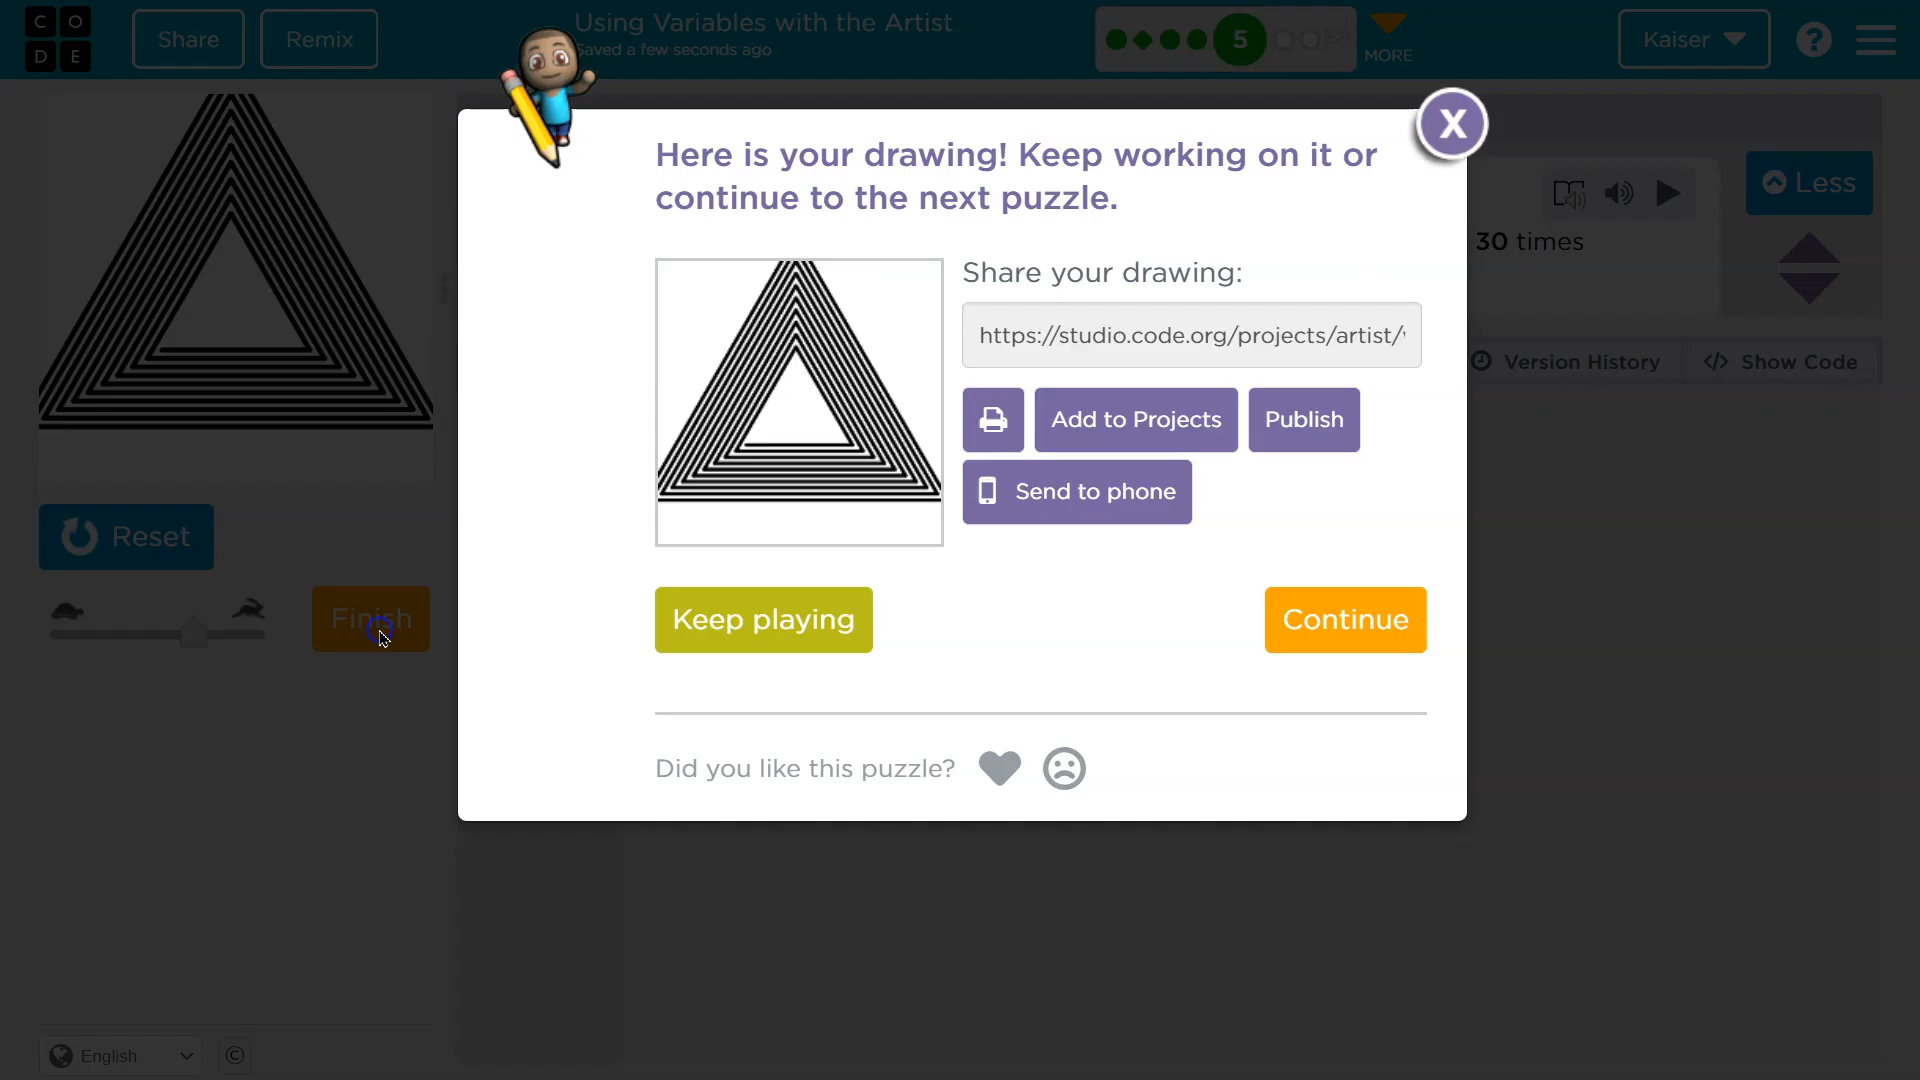 C O
D E
Share
Remix
Using Variables with the Artist
Saved a few seconds ago
5
MORE
Kaiser
?
X
Here is your drawing! Keep working on it or
continue to the next puzzle.
Less
30 times
Share your drawing:
https://studio.code.org/projects/artist/
Version History
</> Show Code
Add to Projects
Publish
Send to phone
Reset
Finish
Keep playing
Continue
Did you like this puzzle?
English
©